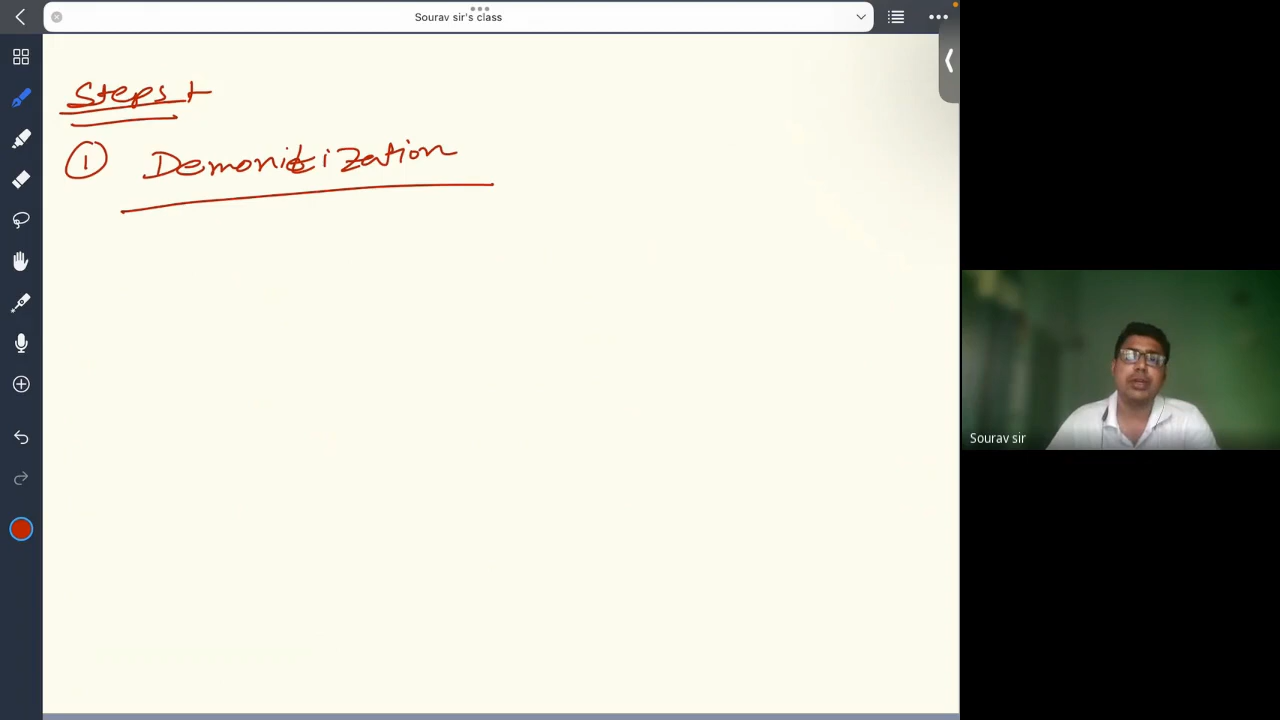 Sourav sir's class
Steps
① Demonitization
Sourav sir